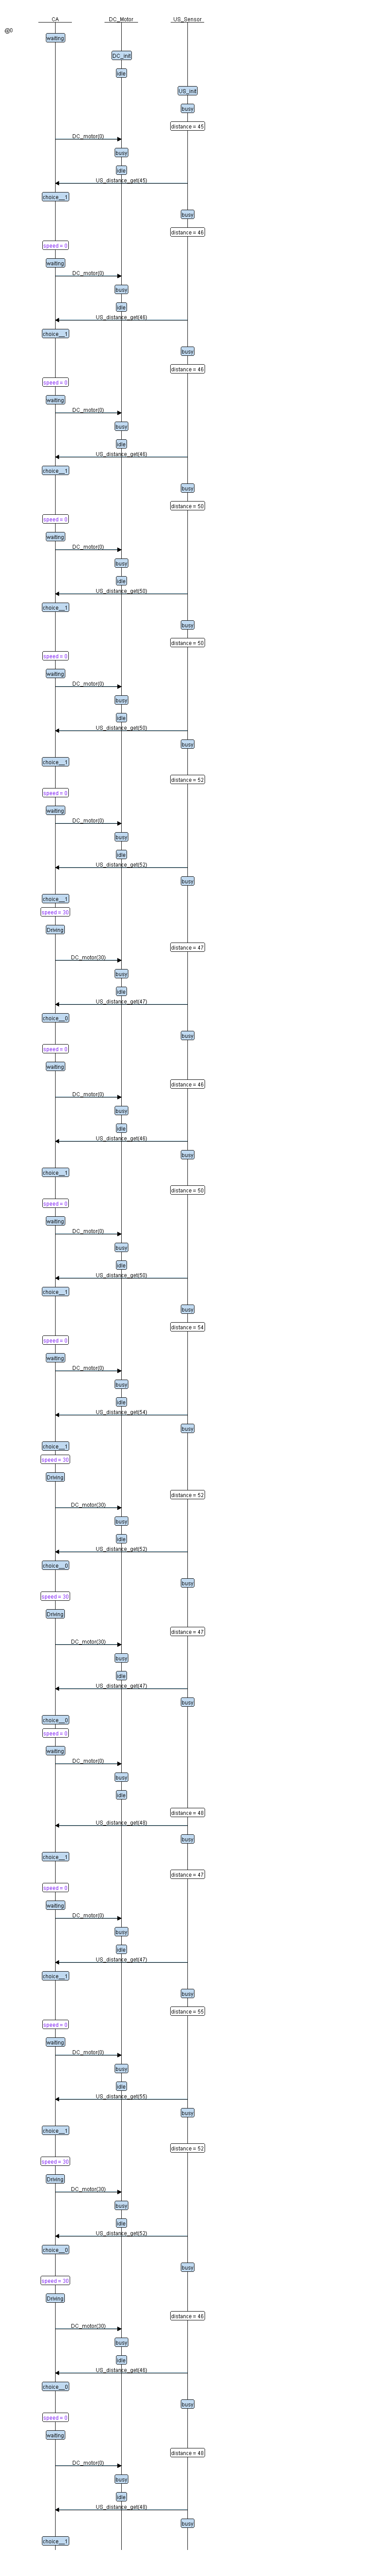 CA DC_Motor US_Sensor
@0
waiting
DC_init
idle
US_init
busy
distance = 45
DC_motor(0)
busy
idle
US_distance_get(45)
choice__1
busy
distance = 46
speed = 0
waiting
DC_motor(0)
busy
idle
US_distance_get(46)
choice__1
busy
distance = 46
speed = 0
waiting
DC_motor(0)
busy
idle
US_distance_get(46)
choice__1
busy
distance = 50
speed = 0
waiting
DC_motor(0)
busy
idle
US_distance_get(50)
choice__1
busy
distance = 50
speed = 0
waiting
DC_motor(0)
busy
idle
US_distance_get(50)
busy
choice__1
distance = 52
speed = 0
waiting
DC_motor(0)
busy
idle
US_distance_get(52)
busy
choice__1
speed = 30
Driving
distance = 47
DC_motor(30)
busy
idle
US_distance_get(47)
choice__0
busy
speed = 0
waiting
distance = 46
DC_motor(0)
busy
idle
US_distance_get(46)
busy
choice__1
distance = 50
speed = 0
waiting
DC_motor(0)
busy
idle
US_distance_get(50)
choice__1
busy
distance = 54
speed = 0
waiting
DC_motor(0)
busy
idle
US_distance_get(54)
busy
choice__1
speed = 30
Driving
distance = 52
DC_motor(30)
busy
idle
US_distance_get(52)
choice__0
busy
speed = 30
Driving
distance = 47
DC_motor(30)
busy
idle
US_distance_get(47)
busy
choice__0
speed = 0
waiting
DC_motor(0)
busy
idle
distance = 48
US_distance_get(48)
busy
choice__1
distance = 47
speed = 0
waiting
DC_motor(0)
busy
idle
US_distance_get(47)
choice__1
busy
distance = 55
speed = 0
waiting
DC_motor(0)
busy
idle
US_distance_get(55)
busy
choice__1
distance = 52
speed = 30
Driving
DC_motor(30)
busy
idle
US_distance_get(52)
choice__0
busy
speed = 30
Driving
distance = 46
DC_motor(30)
busy
idle
US_distance_get(46)
choice__0
busy
speed = 0
waiting
distance = 48
DC_motor(0)
busy
idle
US_distance_get(48)
busy
choice__1